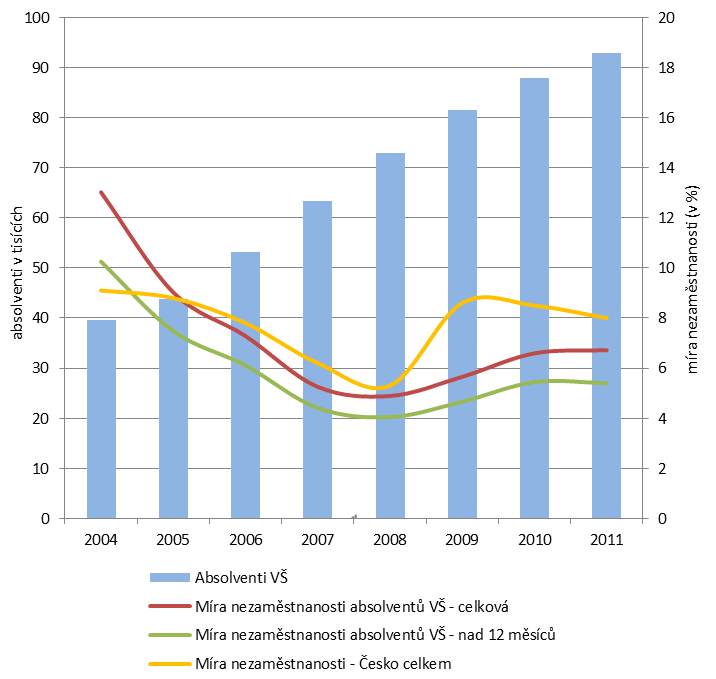 100 20
90 18
80 16
70 14
60 12
50 10
40 8
30 6
20 4
10 2
0 0
absolventi v tisících
míra nezaměstnanosti (v %)
2004 2005 2006 2007 2008 2009 2010 2011
Absolventi VŠ
Míra nezaměstnanosti absolventů VŠ - celková
Míra nezaměstnanosti absolventů VŠ - nad 12 měsíců
Míra nezaměstnanosti - Česko celkem